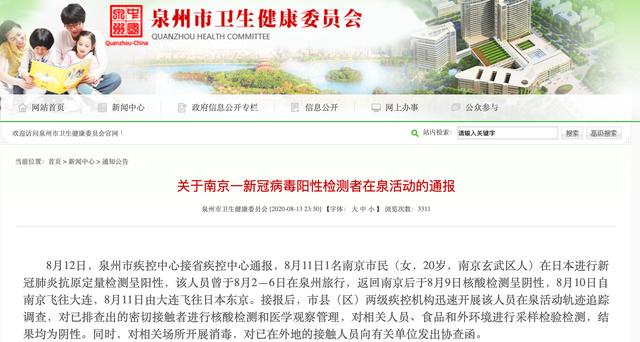 泉州市卫生健康委员会
QUANZHOU HEALTH COMMITTEE
Quanzhou·China
网站首页 新闻中心 政府信息公开专栏 信息公开 网上办事 公众参与
欢迎访问泉州市卫生健康委员会官网！ 站内检索： 请输入关键字 搜索 高级搜索
当前位置：首页 > 新闻中心 > 通知公告
关于南京一新冠病毒阳性检测者在泉活动的通报
泉州市卫生健康委员会 [2020-08-13 23:30] 【字体： 大 中 小 】 浏览次数：3311
8月12日，泉州市疾控中心接省疾控中心通报，8月11日1名南京市民（女，20岁，南京玄武区人）在日本进行新
冠肺炎抗原定量检测呈阳性，该人员曾于8月2—6日在泉州旅行，返回南京后于8月9日核酸检测呈阴性，8月10日自
南京飞往大连，8月11日由大连飞往日本东京。接报后，市县（区）两级疾控机构迅速开展该人员在泉活动轨迹追踪
调查，对已排查出的密切接触者进行核酸检测和医学观察管理，对相关人员、食品和外环境进行采样检验检测，结
果均为阴性。同时，对相关场所开展消毒，对已在外地的接触人员向有关单位发出协查函。